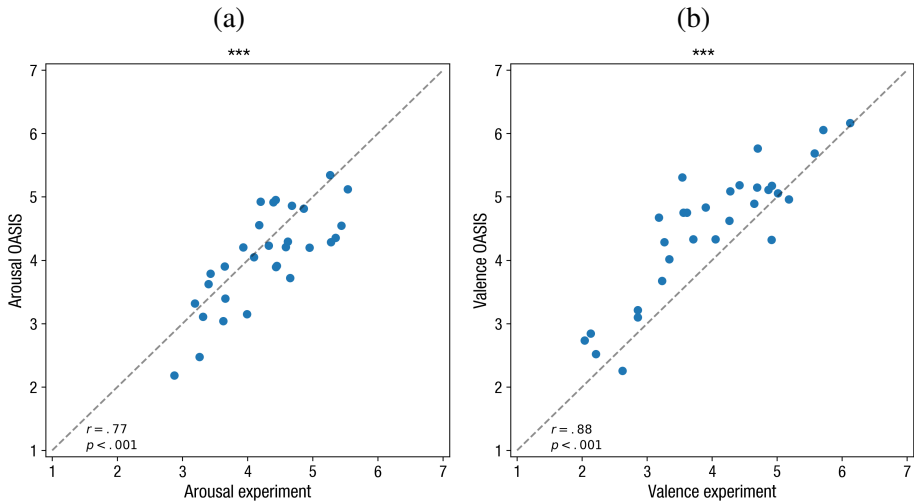 (a)
***
7
6
5
4
3
2
1
Arousal OASIS
r = .77
p < .001
1 2 3 4 5 6 7
Arousal experiment
(b)
***
7
6
5
4
3
2
1
Valence OASIS
r = .88
p < .001
1 2 3 4 5 6 7
Valence experiment